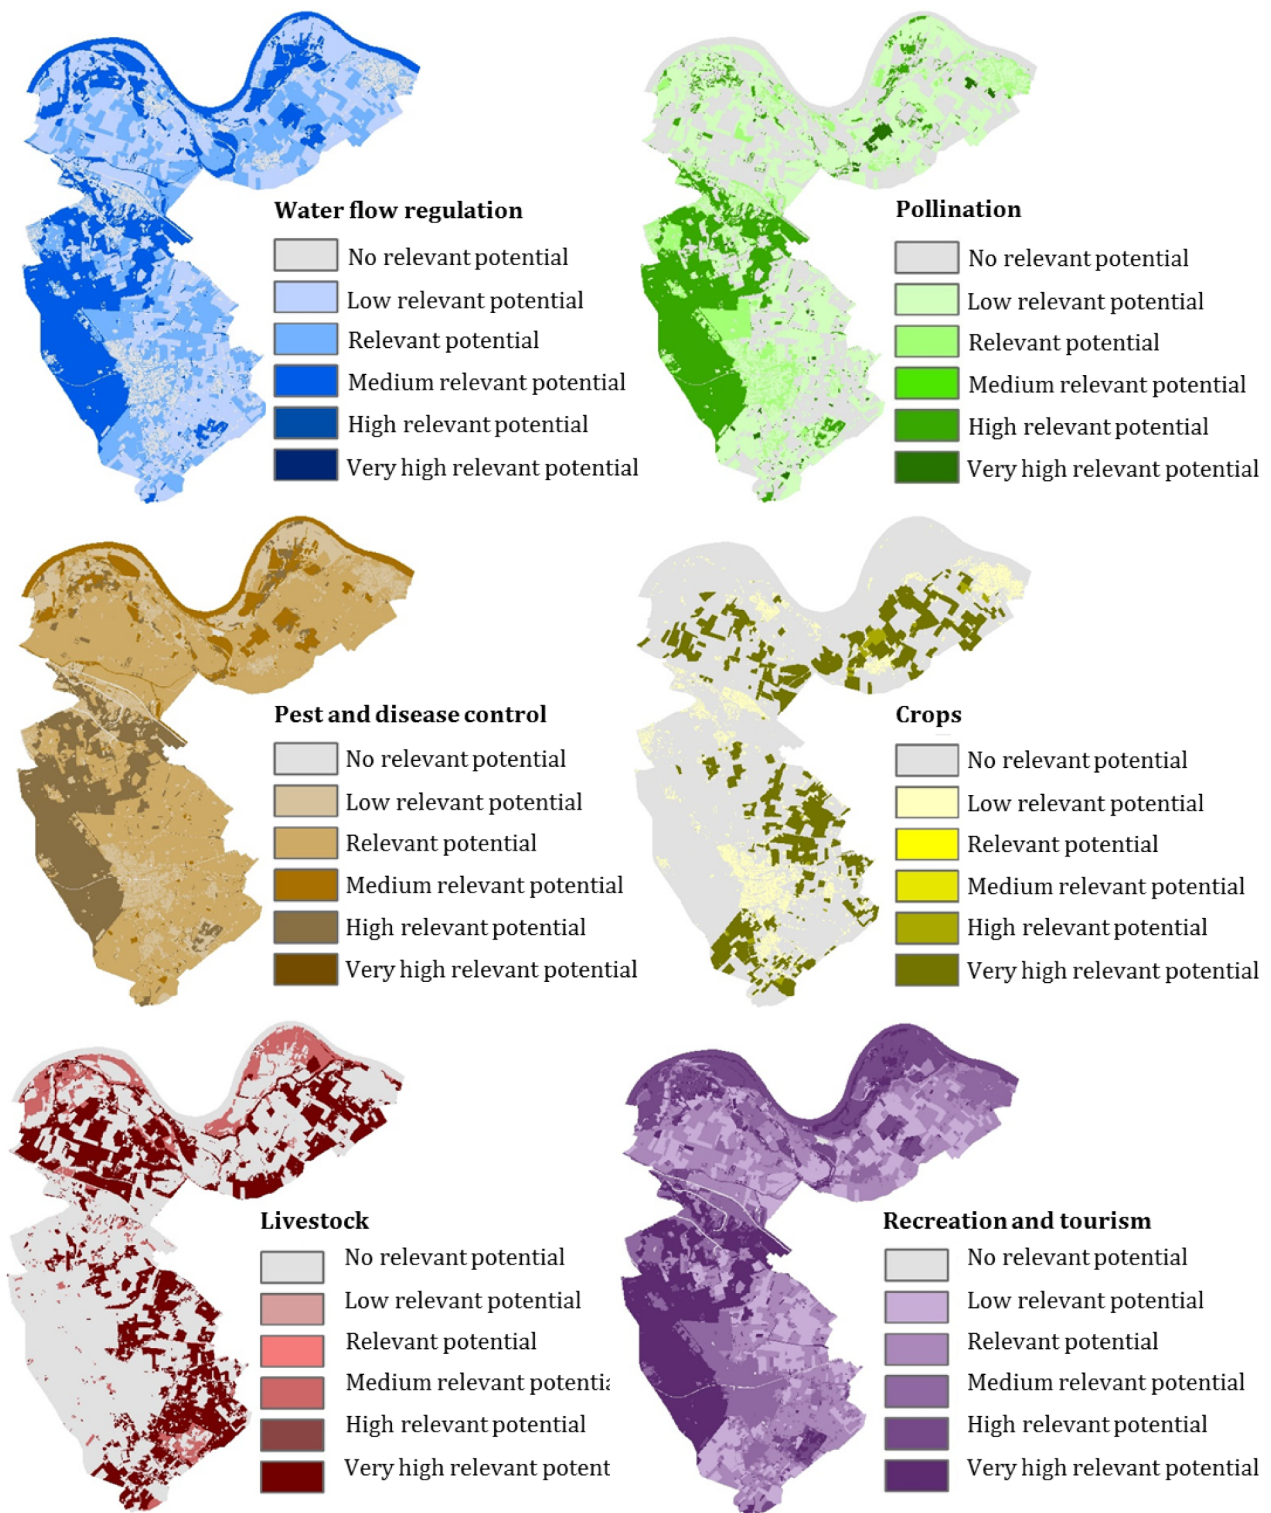 Water flow regulation
No relevant potential
Low relevant potential
Relevant potential
Medium relevant potential
High relevant potential
Very high relevant potential
Pollination
No relevant potential
Low relevant potential
Relevant potential
Medium relevant potential
High relevant potential
Very high relevant potential
Pest and disease control
No relevant potential
Low relevant potential
Relevant potential
Medium relevant potential
High relevant potential
Very high relevant potential
Crops
No relevant potential
Low relevant potential
Relevant potential
Medium relevant potential
High relevant potential
Very high relevant potential
Livestock
No relevant potential
Low relevant potential
Relevant potential
Medium relevant potentia
High relevant potential
Very high relevant potent
Recreation and tourism
No relevant potential
Low relevant potential
Relevant potential
Medium relevant potential
High relevant potential
Very high relevant potential